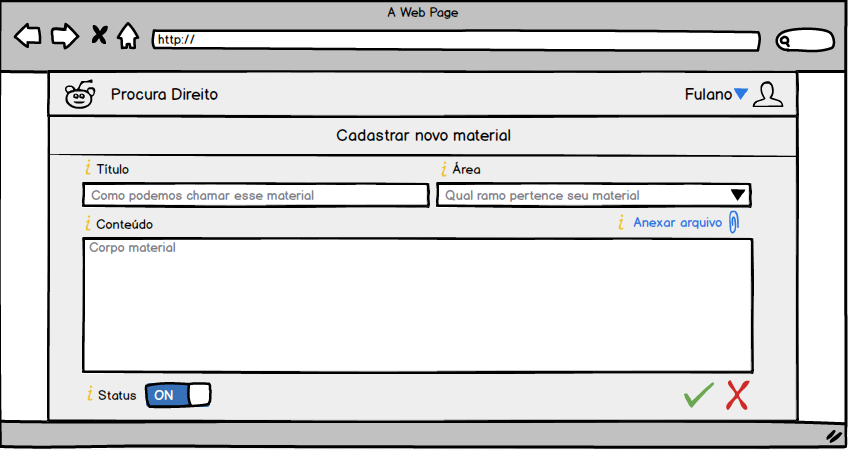 A Web Page
http://
Procura Direito
Fulano
Cadastrar novo material
i Título
i Área
Como podemos chamar esse material
Qual ramo pertence seu material
i Conteúdo
i Anexar arquivo
Corpo material
i Status ON